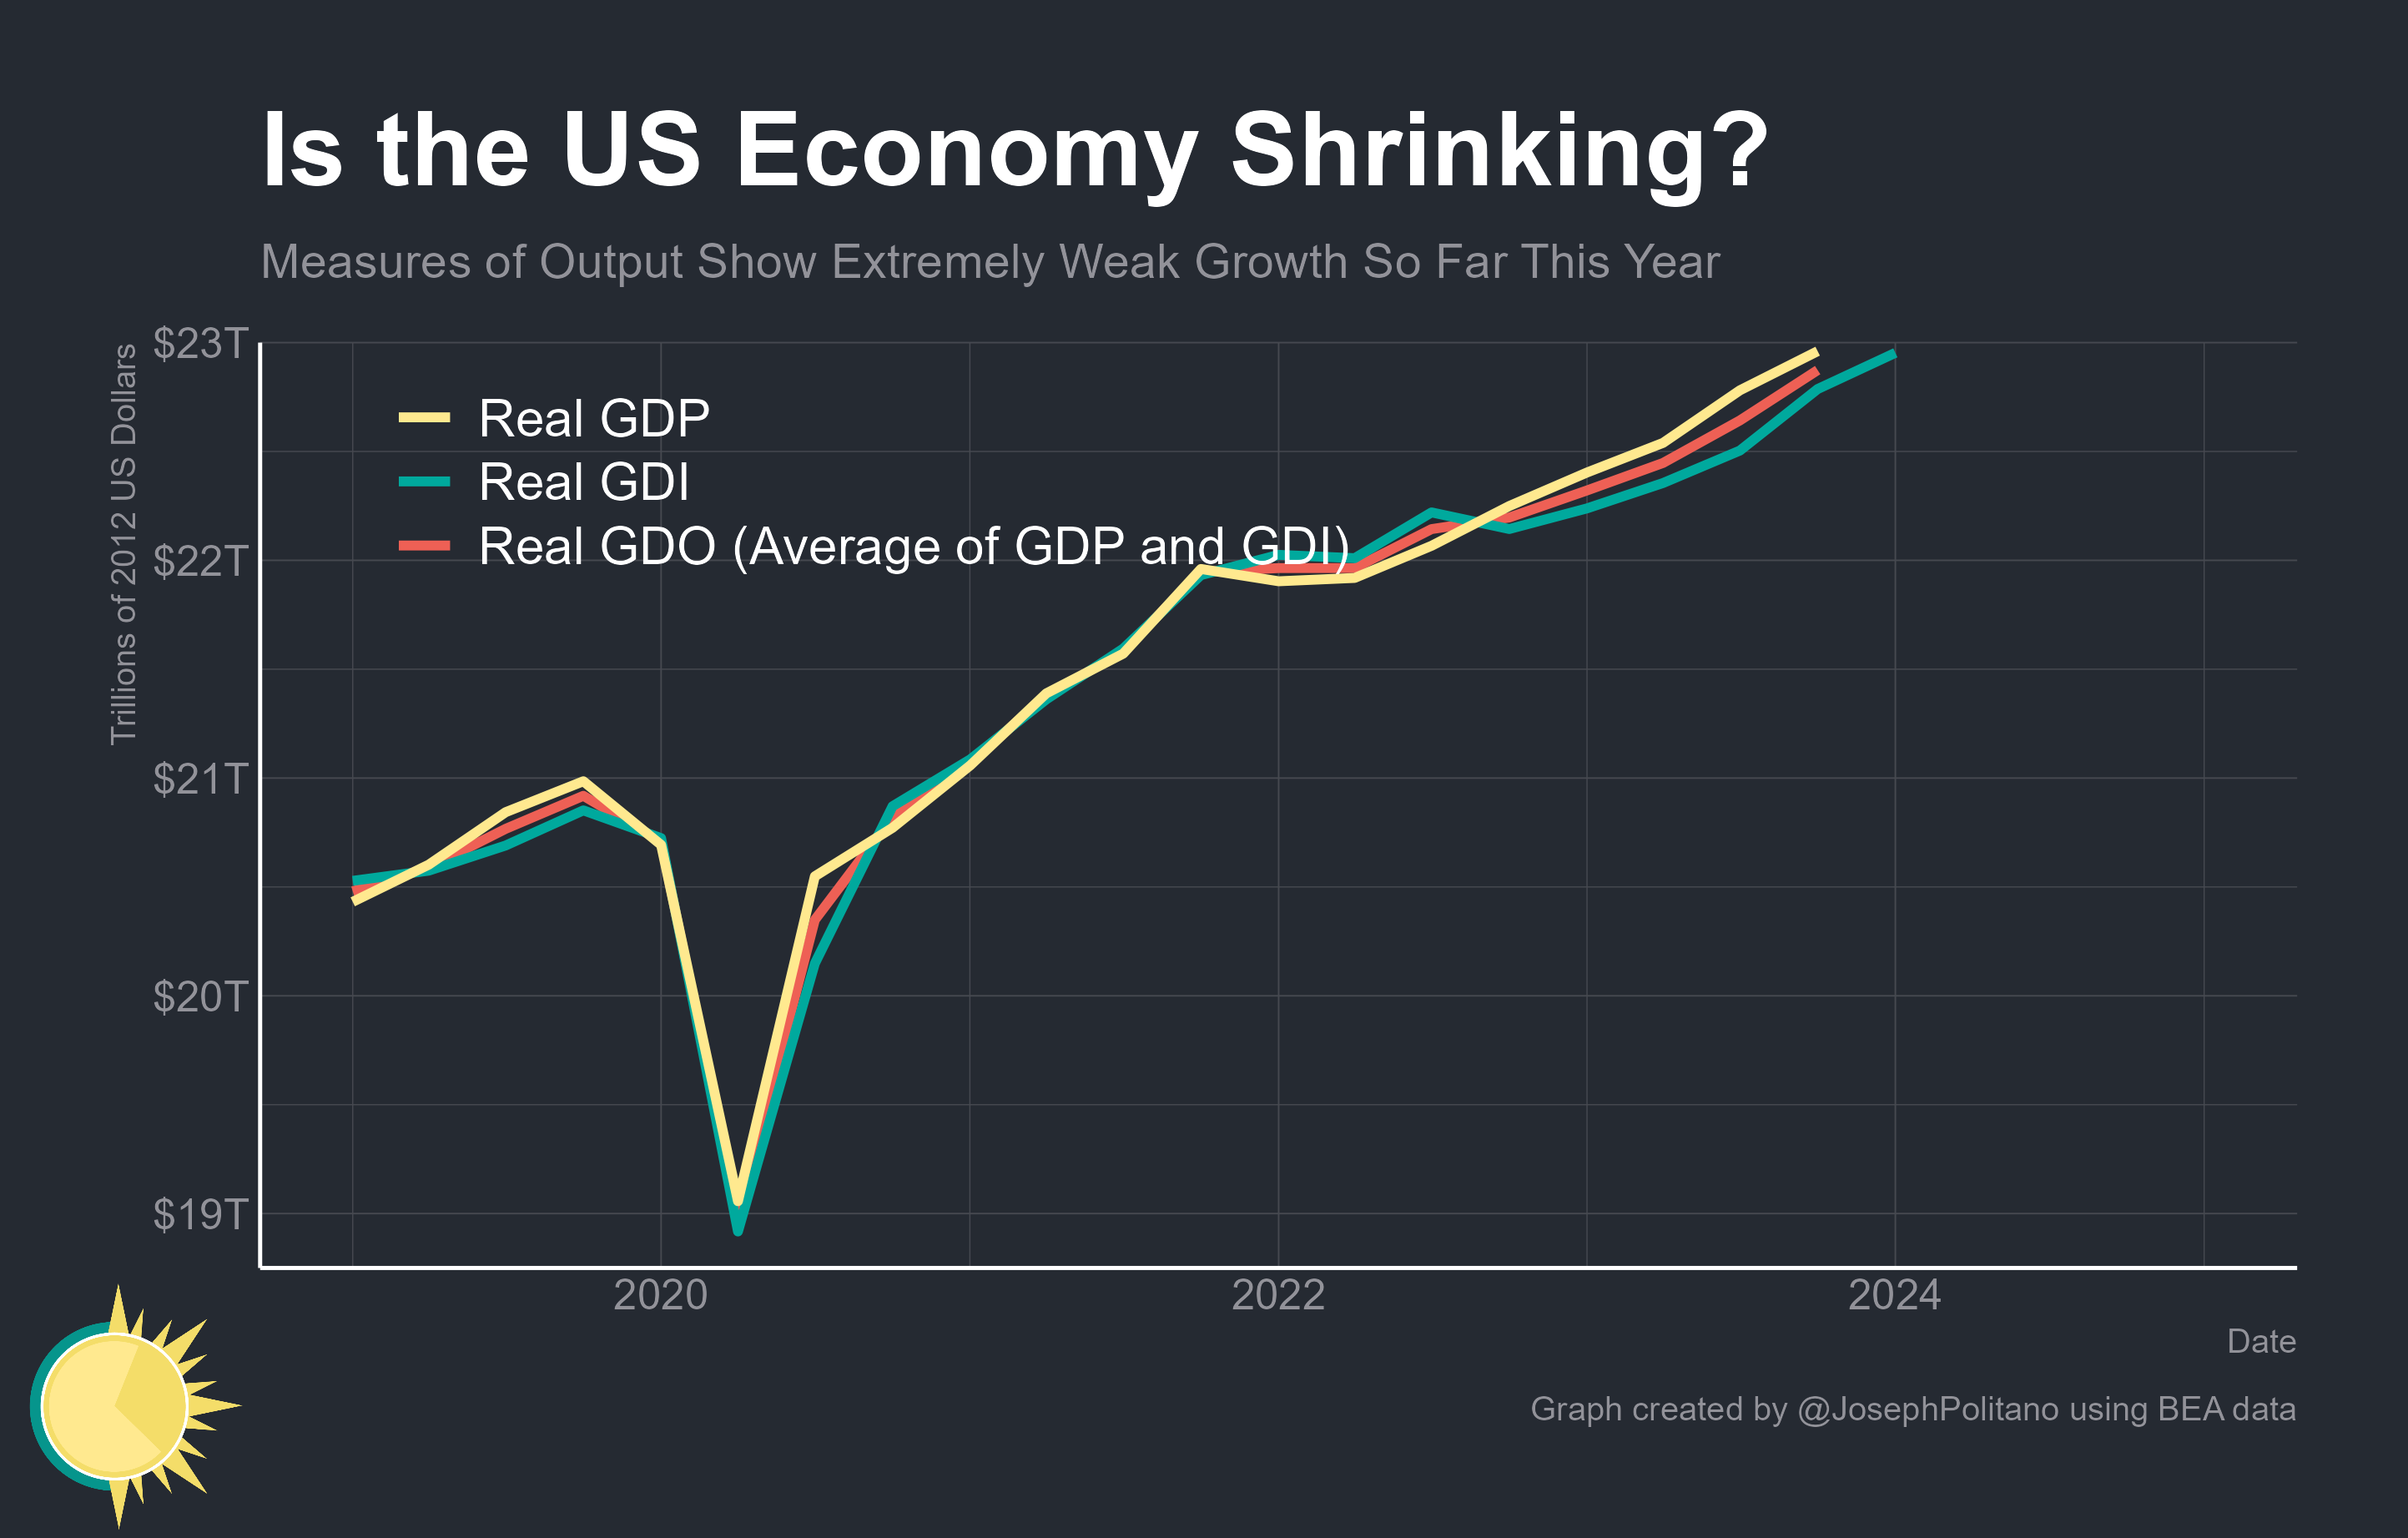 Is the US Economy Shrinking?
Measures of Output Show Extremely Weak Growth So Far This Year
Trillions of 2012 US Dollars
$23T
$22T
$21T
$20T
$19T
Real GDP
Real GDI
Real GDO (Average of GDP and GDI)
2020
2022
2024
Date
Graph created by @JosephPolitano using BEA data